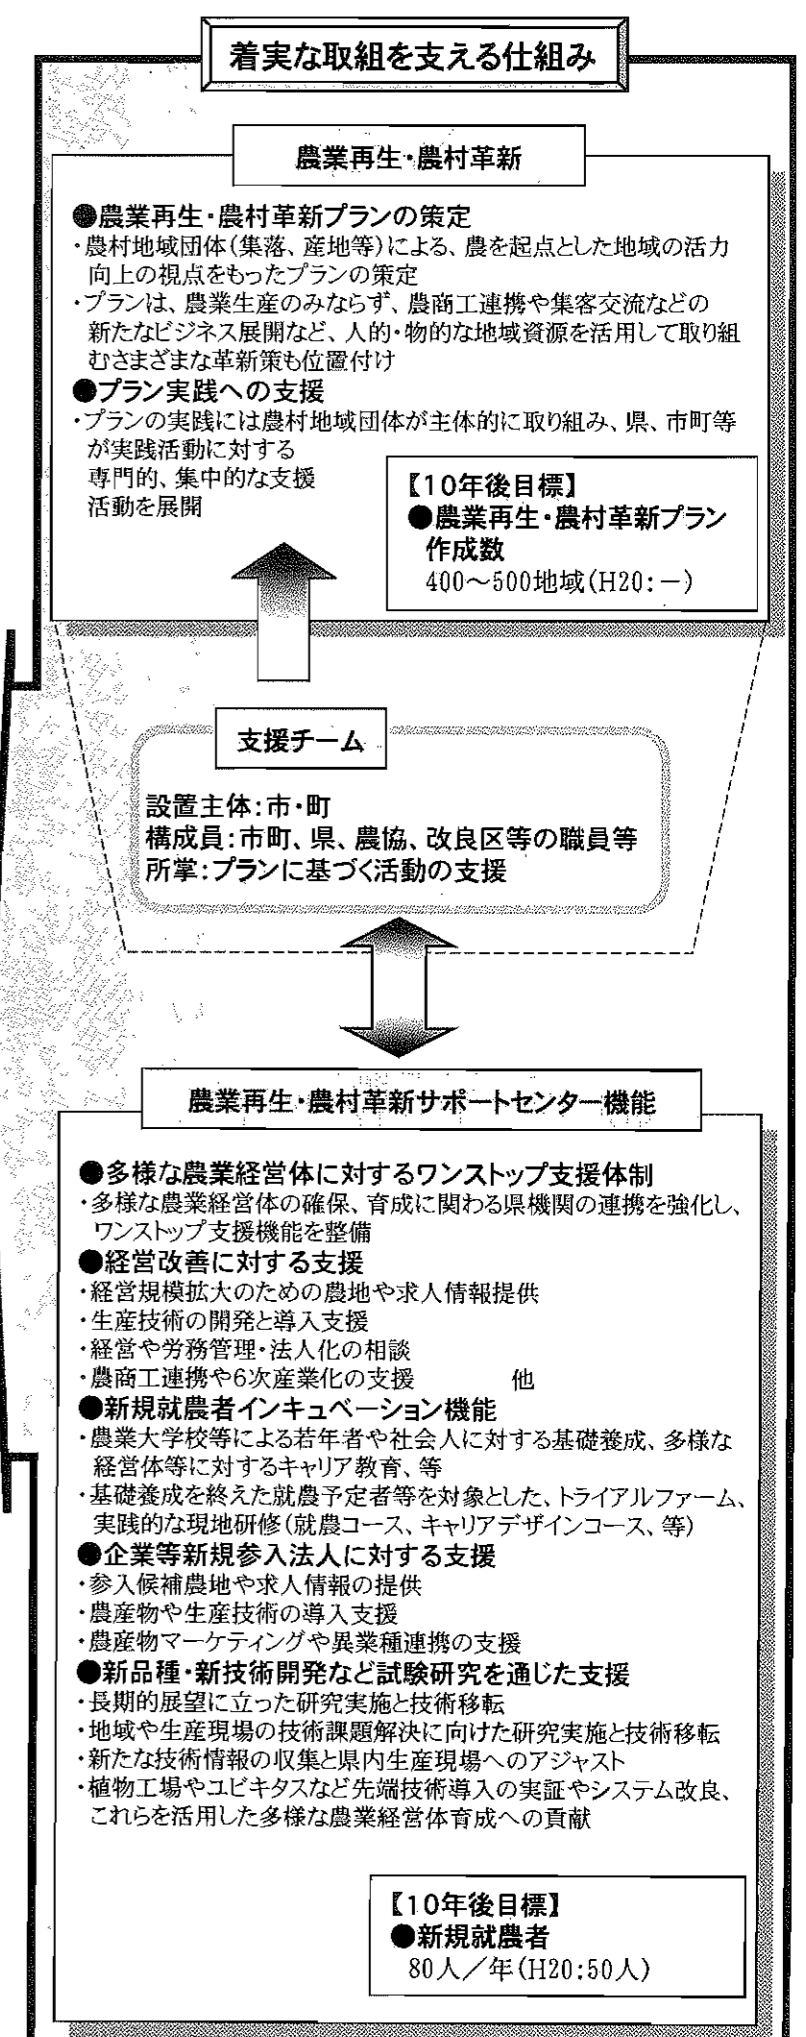 着実な取組を支える仕組み
農業再生・農村革新
●農業再生・農村革新プランの策定
・農村地域団体(集落、産地等)による、農を起点とした地域の活力
向上の視点をもったプランの策定
・プランは、農業生産のみならず、農商工連携や集客交流などの
新たなビジネス展開など、人的・物的な地域資源を活用して取り組
むさまざまな革新策も位置付け
●プラン実践への支援
・プランの実践には農村地域団体が主体的に取り組み、県、市町等
が実践活動に対する
専門的、集中的な支援
活動を展開
【10年後目標】
●農業再生・農村革新プラン
作成数
400～500地域(H20:－)
支援チーム
設置主体:市・町
構成員:市町、県、農協、改良区等の職員等
所掌:プランに基づく活動の支援
農業再生・農村革新サポートセンター機能
●多様な農業経営体に対するワンストップ支援体制
・多様な農業経営体の確保、育成に関わる県機関の連携を強化し、
ワンストップ支援機能を整備
●経営改善に対する支援
・経営規模拡大のための農地や求人情報提供
・生産技術の開発と導入支援
・経営や労務管理・法人化の相談
・農商工連携や6次産業化の支援　　　他
●新規就農者インキュベーション機能
・農業大学校等による若年者や社会人に対する基礎養成、多様な
経営体等に対するキャリア教育、等
・基礎養成を終えた就農予定者等を対象とした、トライアルファーム、
実践的な現地研修(就農コース、キャリアデザインコース、等)
●企業等新規参入法人に対する支援
・参入候補農地や求人情報の提供
・農産物や生産技術の導入支援
・農産物マーケティングや異業種連携の支援
●新品種・新技術開発など試験研究を通じた支援
・長期的展望に立った研究実施と技術移転
・地域や生産現場の技術課題解決に向けた研究実施と技術移転
・新たな技術情報の収集と県内生産現場へのアジャスト
・植物工場やユビキタスなど先端技術導入の実証やシステム改良、
これらを活用した多様な農業経営体育成への貢献
【10年後目標】
●新規就農者
80人／年(H20:50人)